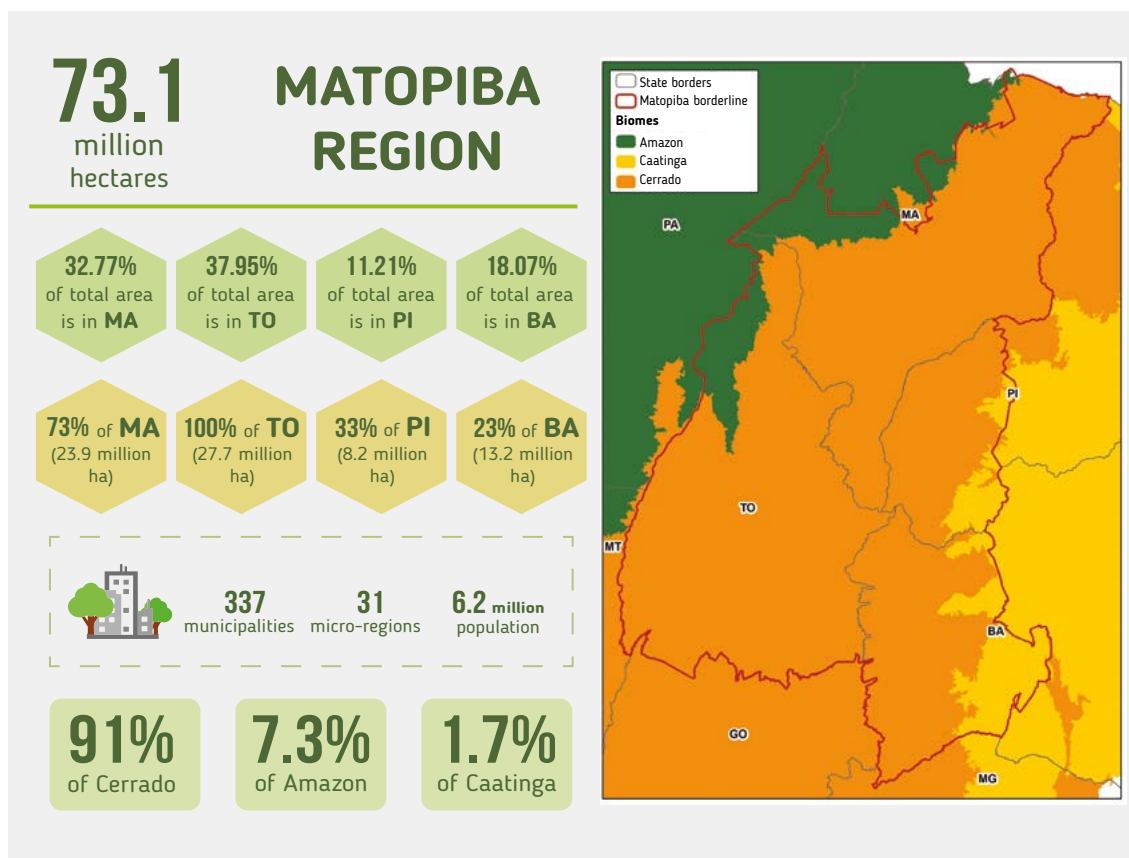 73.1
million
hectares
MATOPIBA
REGION
32.77%
of total area
is in MA
37.95%
of total area
is in TO
11.21%
of total area
is in PI
18.07%
of total area
is in BA
73% of MA
(23.9 million
ha)
100% of TO
(27.7 million
ha)
33% of PI
(8.2 million
ha)
23% of BA
(13.2 million
ha)
337
municipalities
31
micro-regions
6.2 million
population
91%
of Cerrado
7.3%
of Amazon
1.7%
of Caatinga
State borders
Matopiba borderline
Biomes
Amazon
Caatinga
Cerrado
PA
MA
PI
TO
MT
BA
GO
MG